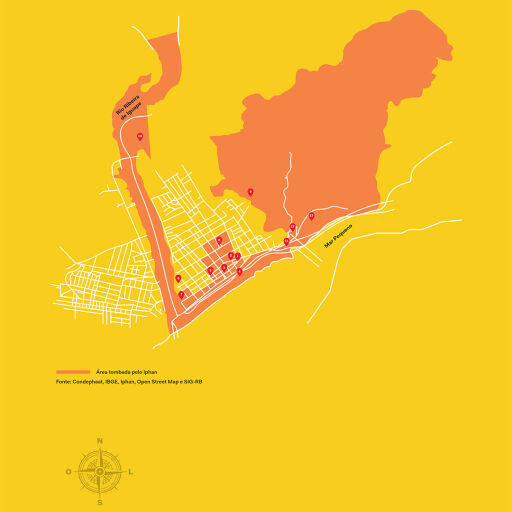 Rio Ribeira
de Iguape
Mar Pequeno
Área tombada pelo Iphan
Fonte: Condephaat, IBGE, Iphan, Open Street Map e SIG-RB
N
O
L
S